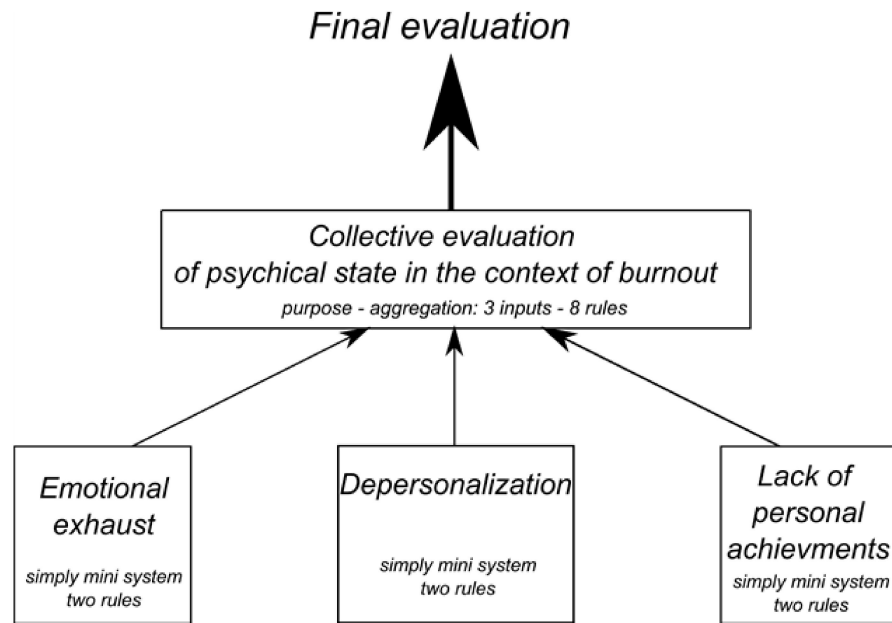 Final evaluation
Collective evaluation
of psychical state in the context of burnout
purpose - aggregation: 3 inputs - 8 rules
Emotional
exhaust
simply mini system
two rules
Depersonalization
simply mini system
two rules
Lack of
personal
achievments
simply mini system
two rules